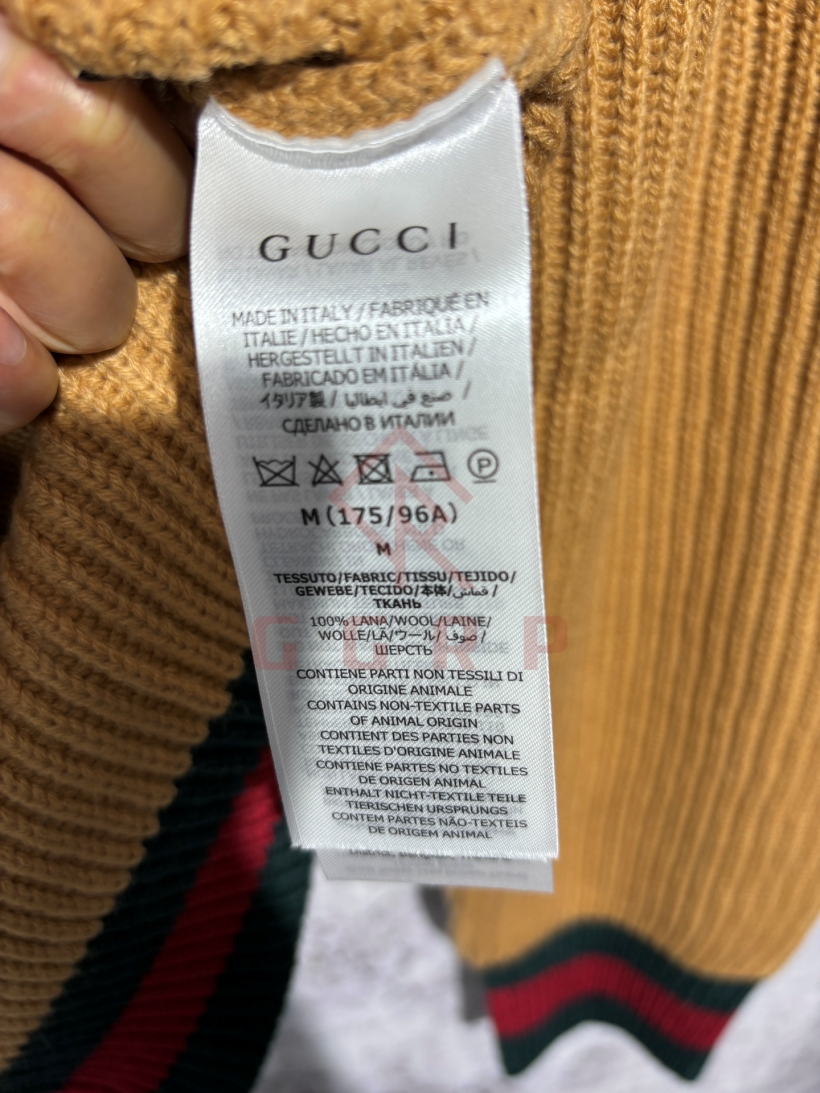 GUCCI
MADE IN ITALY / FABRIQUÉ EN
ITALIE / HECHO EN ITALIA /
HERGESTELLT IN ITALIEN /
FABRICADO EM ITÁLIA /
イタリア製 / صنع في ايطاليا /
СДЕЛАНО В ИТАЛИИ
P
M (175/96A)
M
TESSUTO/FABRIC/TISSU/TEJIDO/
GEWEBE/TECIDO/本体/قماش /
ТКАНЬ
100% LANA/WOOL/LAINE/
WOLLE/LÃ/ウール/ صوف /
ШЕРСТЬ
CONTIENE PARTI NON TESSILI DI
ORIGINE ANIMALE
CONTAINS NON-TEXTILE PARTS
OF ANIMAL ORIGIN
CONTIENT DES PARTIES NON
TEXTILES D'ORIGINE ANIMALE
CONTIENE PARTES NO TEXTILES
DE ORIGEN ANIMAL
ENTHALT NICHT-TEXTILE TEILE
TIERISCHEN URSPRUNGS
CONTEM PARTES NÃO-TEXTEIS
DE ORIGEM ANIMAL